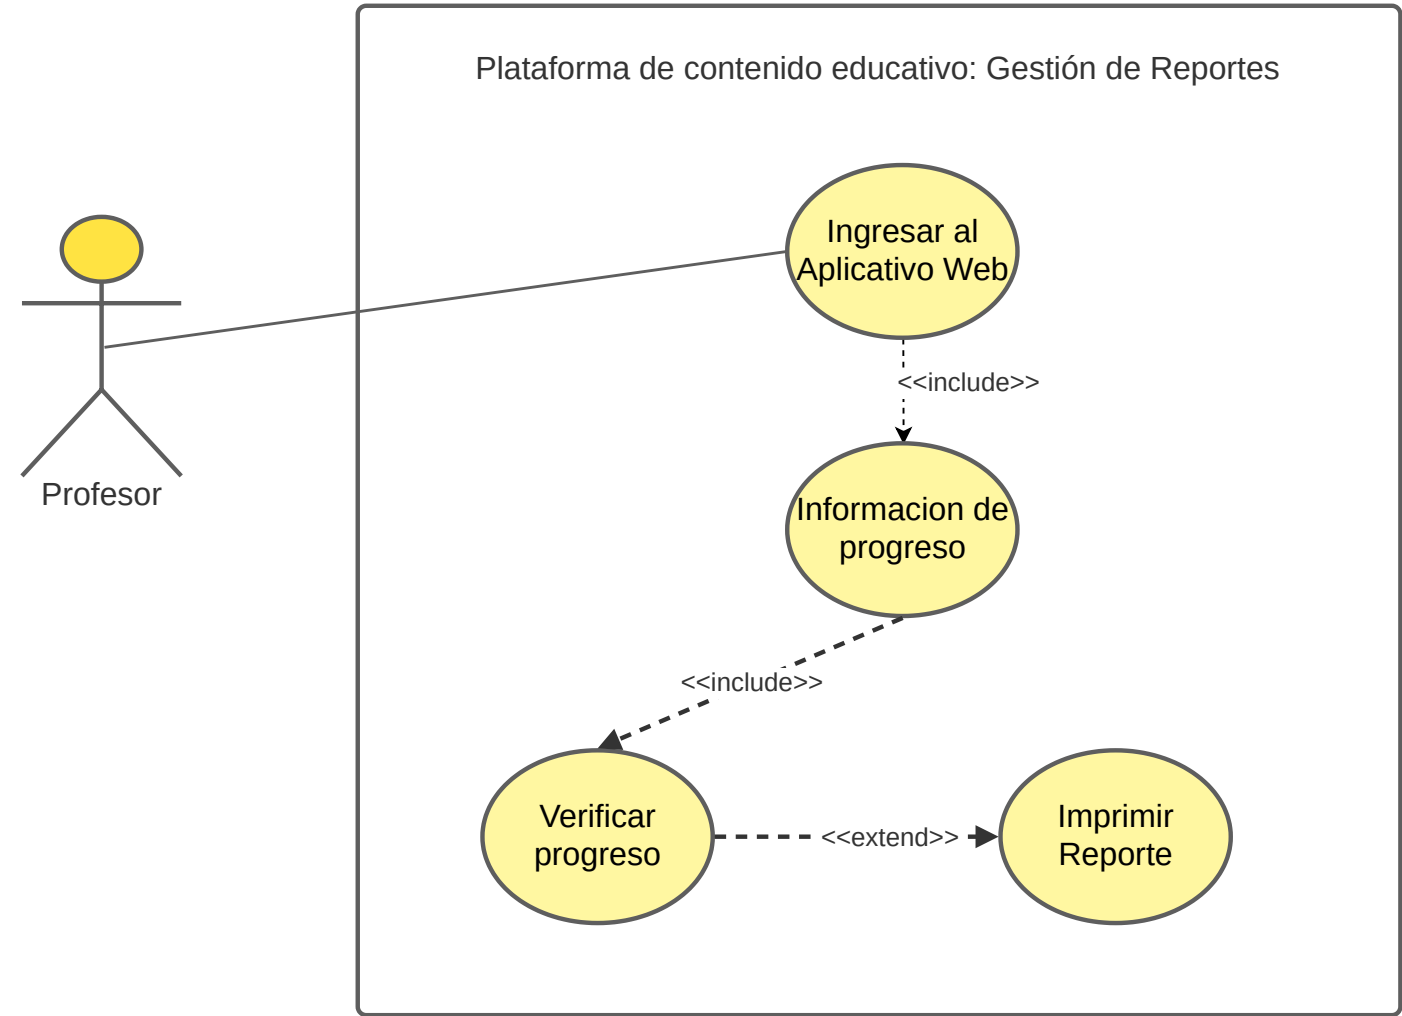 Plataforma de contenido educativo: Gestión de Reportes
Ingresar al
Aplicativo Web
<<include>>
Profesor
Informacion de
progreso
<<include>>
Verificar
progreso
<<extend>>
Imprimir
Reporte